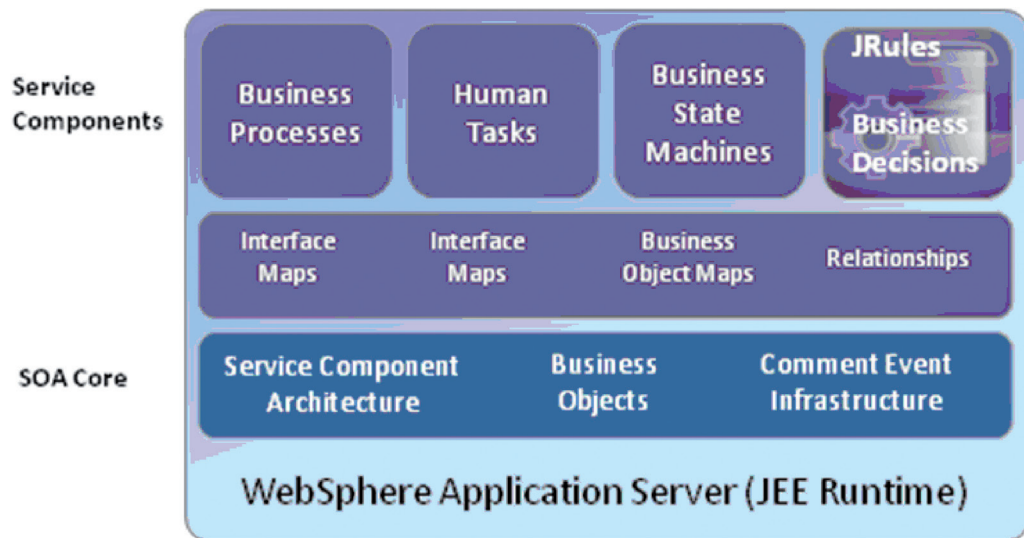 Service
Components
Business
Processes
Human
Tasks
Business
State
Machines
JRules
Business
Decisions
Interface
Maps
Interface
Maps
Business
Object Maps
Relationships
SOA Core
Service Component
Architecture
Business
Objects
Comment Event
Infrastructure
WebSphere Application Server (JEE Runtime)